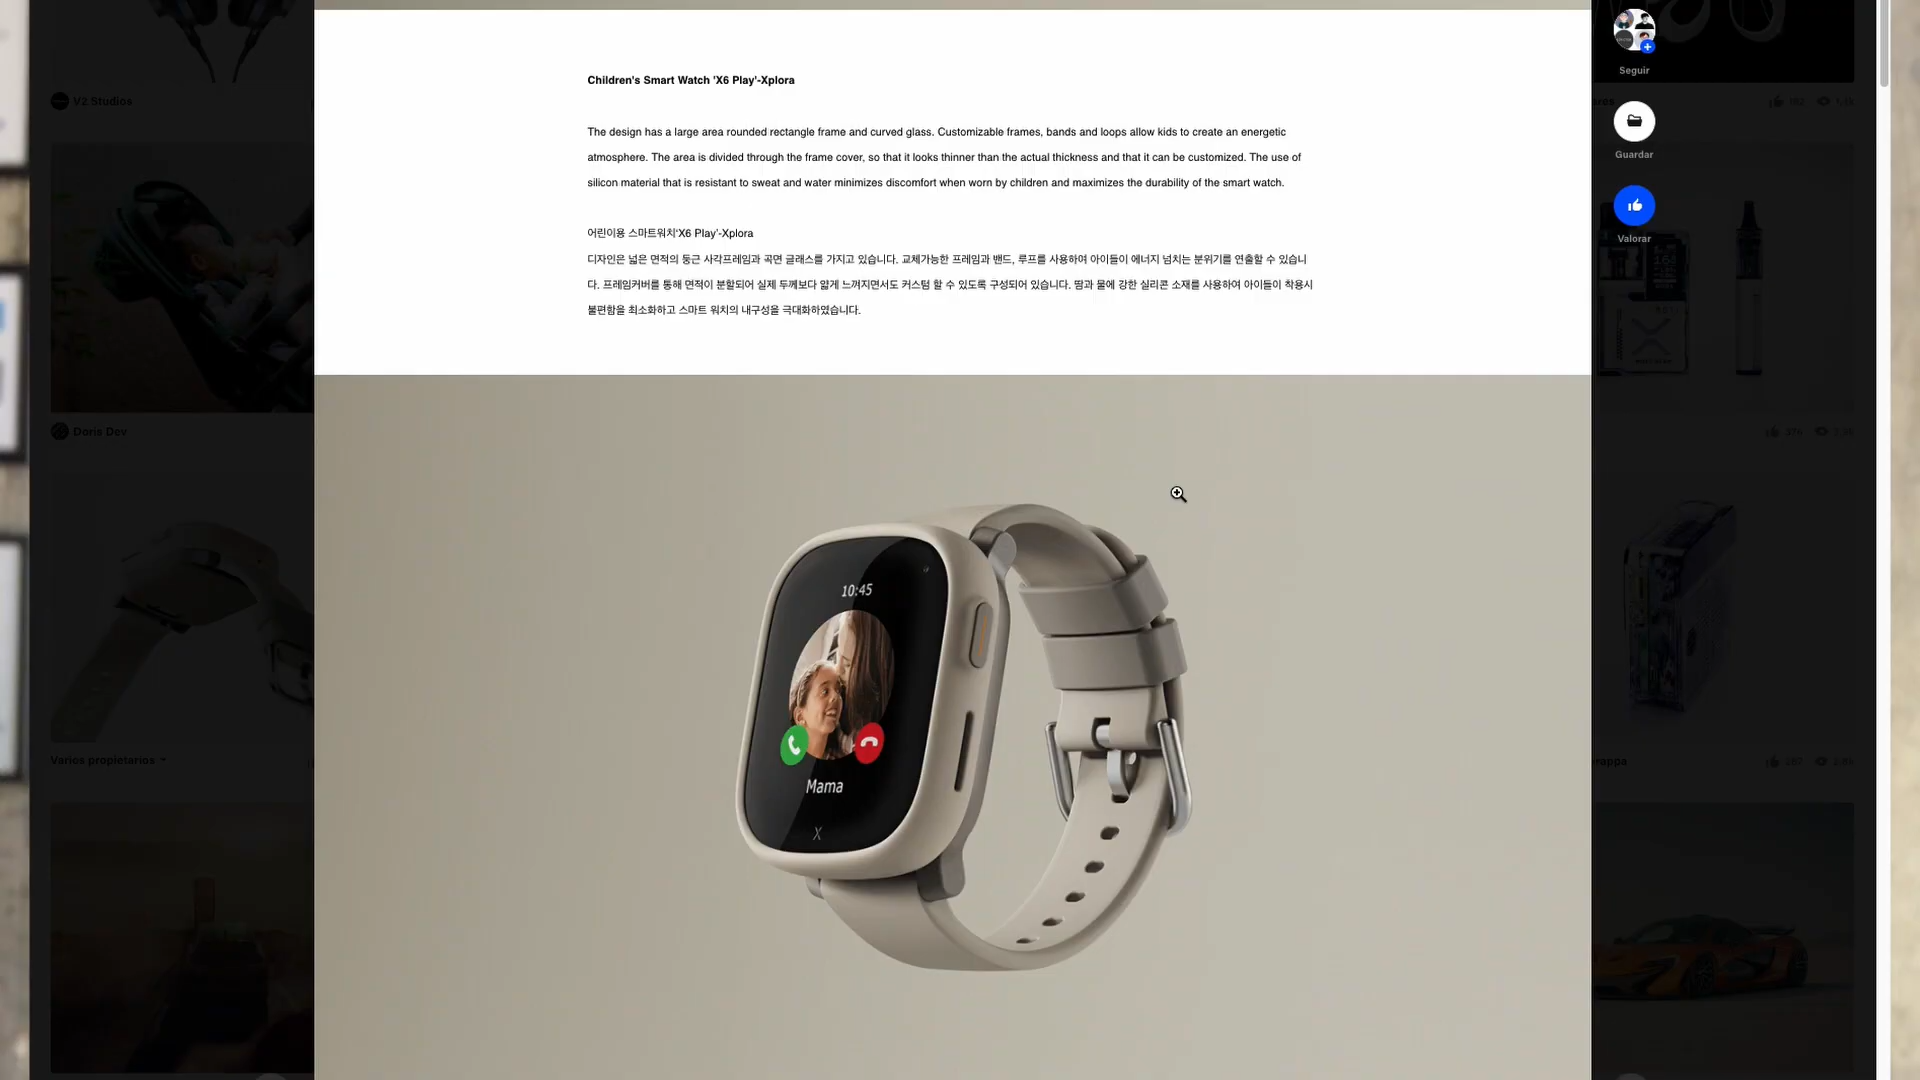 V2 Studios
Doris Dev
Varios propietarios
Children's Smart Watch 'X6 Play'-Xplora
The design has a large area rounded rectangle frame and curved glass. Customizable frames, bands and loops allow kids to create an energetic
atmosphere. The area is divided through the frame cover, so that it looks thinner than the actual thickness and that it can be customized. The use of
silicon material that is resistant to sweat and water minimizes discomfort when worn by children and maximizes the durability of the smart watch.
어린이용 스마트워치‘X6 Play’-Xplora
디자인은 넓은 면적의 둥근 사각프레임과 곡면 글래스를 가지고 있습니다. 교체가능한 프레임과 밴드, 루프를 사용하여 아이들이 에너지 넘치는 분위기를 연출할 수 있습니
다. 프레임커버를 통해 면적이 분할되어 실제 두께보다 얇게 느껴지면서도 커스텀 할 수 있도록 구성되어 있습니다. 땀과 물에 강한 실리콘 소재를 사용하여 아이들이 착용시
불편함을 최소화하고 스마트 워치의 내구성을 극대화하였습니다.
10:45
Mama
X
Seguir
Guardar
Valorar